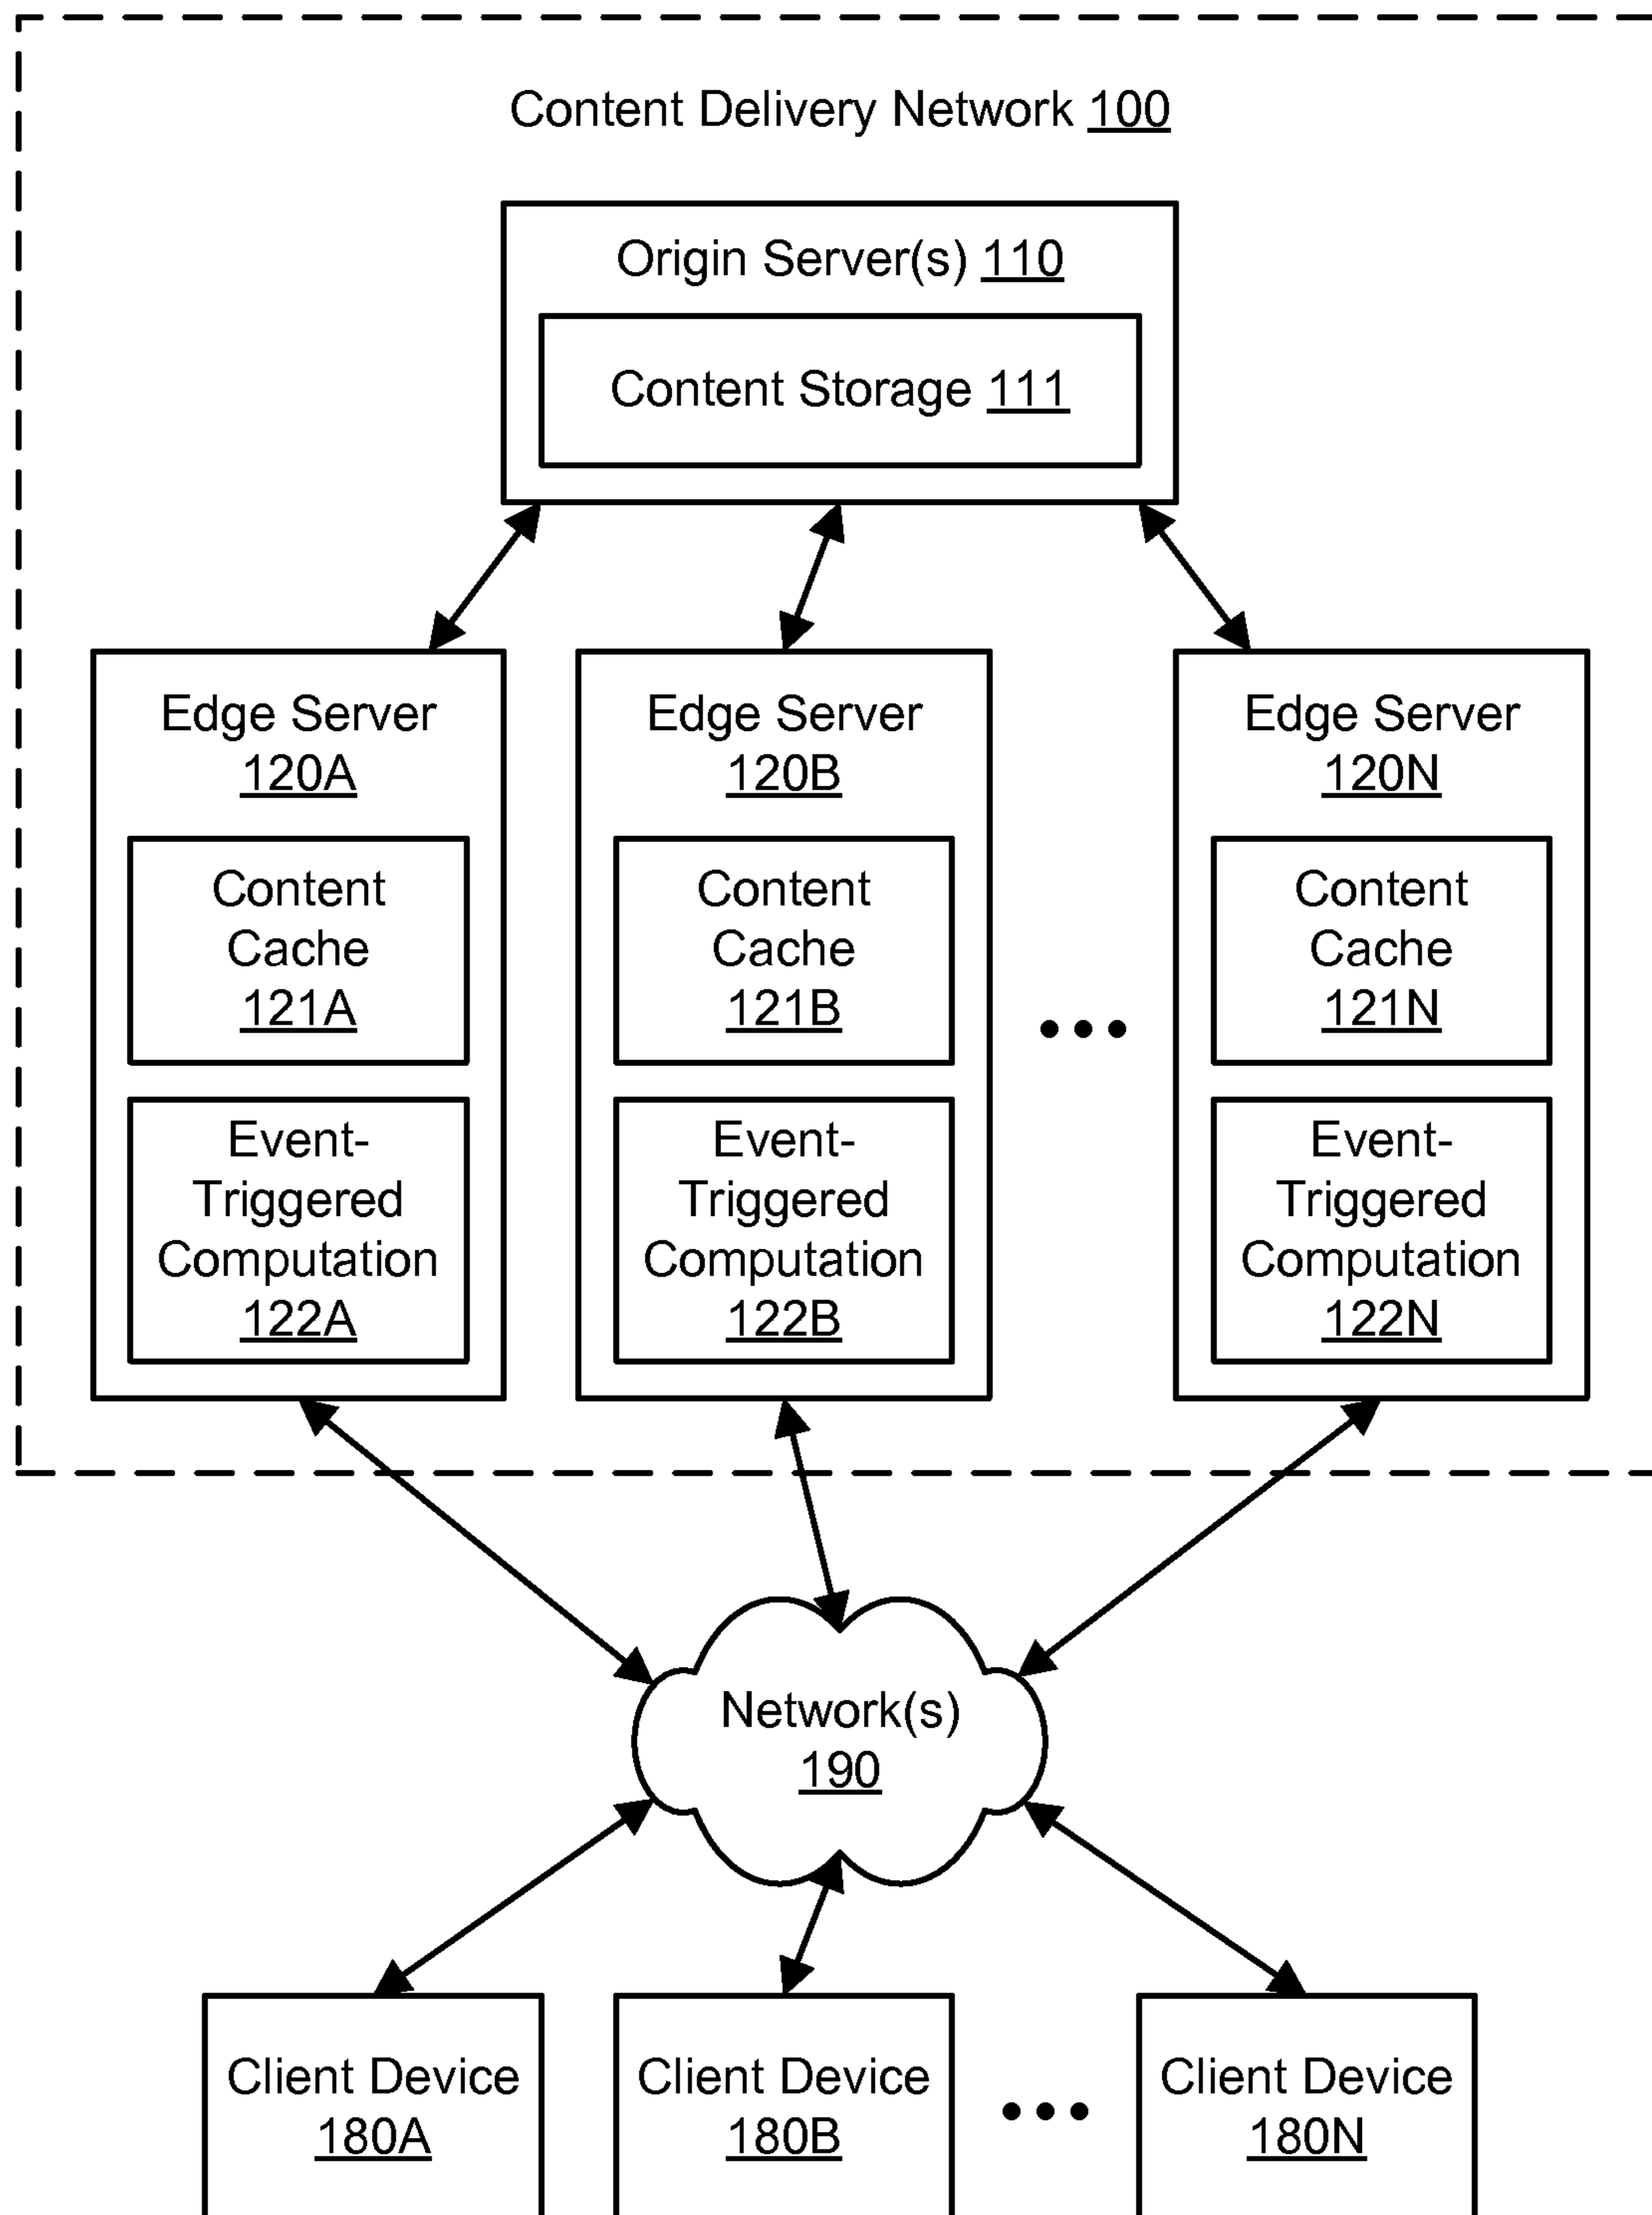 Content Delivery Network 100
Origin Server(s) 110
Content Storage 111
Edge Server
120A
Content
Cache
121A
Event-
Triggered
Computation
122A
Edge Server
120B
Content
Cache
121B
Event-
Triggered
Computation
122B
Edge Server
120N
Content
Cache
121N
Event-
Triggered
Computation
122N
Network(s)
190
Client Device
180A
Client Device
180B
Client Device
180N